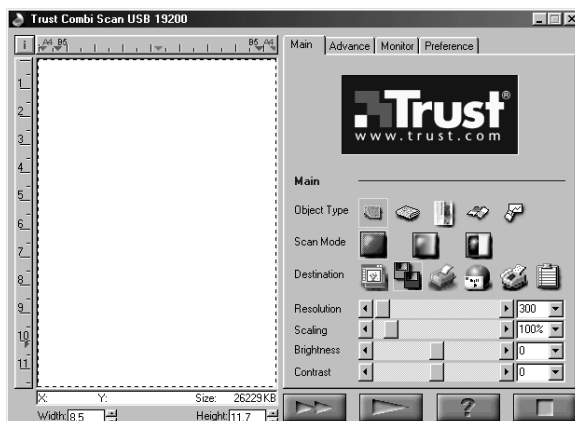 Trust Combi Scan USB 19200
i A4 B5 B5 A4
Main Advance Monitor Preference
Trust®
www.trust.com
Main
Object Type
Scan Mode
Destination
Resolution 300
Scaling 100%
Brightness 0
Contrast 0
1
2
3
4
5
6
7
8
9
10
11
X: Y: Size: 26229KB
Width: 8.5 Height: 11.7
?